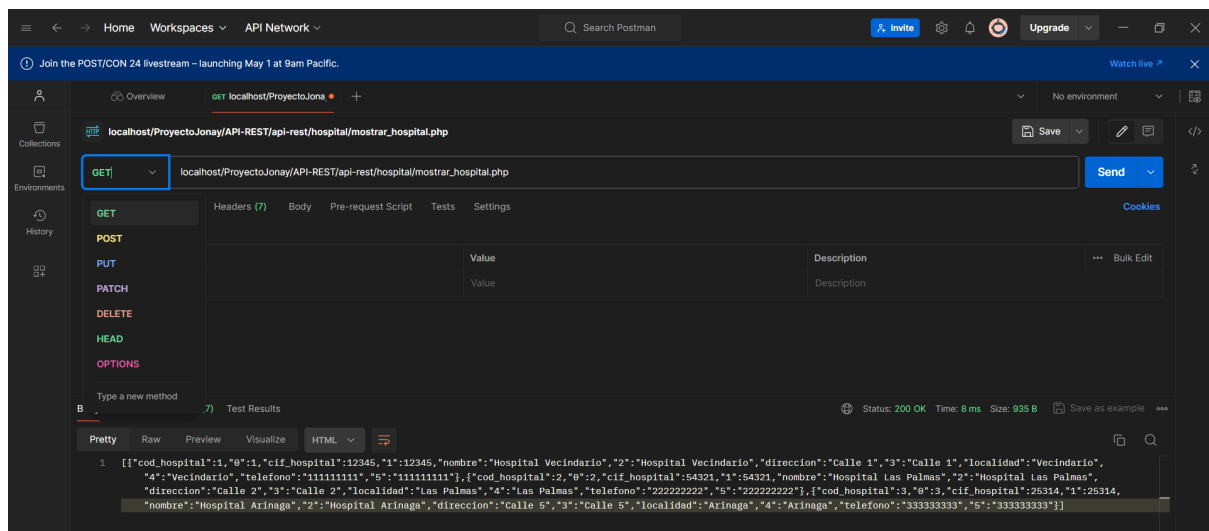 Home Workspaces API Network Search Postman Invite Upgrade
Join the POST/CON 24 livestream – launching May 1 at 9am Pacific. Watch live
Overview GET localhost/ProyectoJona No environment
HTTP localhost/ProyectoJonay/API-REST/api-rest/hospital/mostrar_hospital.php Save
Collections
GET localhost/ProyectoJonay/API-REST/api-rest/hospital/mostrar_hospital.php Send
Environments
GET Headers (7) Body Pre-request Script Tests Settings Cookies
History
POST
PUT Value Description Bulk Edit
PATCH Value Description
DELETE
HEAD
OPTIONS
Type a new method
B 7) Test Results Status: 200 OK Time: 8 ms Size: 935 B Save as example
Pretty Raw Preview Visualize HTML
1 [{"cod_hospital":1,"0":1,"cif_hospital":12345,"1":12345,"nombre":"Hospital Vecindario","2":"Hospital Vecindario","direccion":"Calle 1","3":"Calle 1","localidad":"Vecindario",
"4":"Vecindario","telefono":"111111111","5":"111111111"},{"cod_hospital":2,"0":2,"cif_hospital":54321,"1":54321,"nombre":"Hospital Las Palmas","2":"Hospital Las Palmas",
"direccion":"Calle 2","3":"Calle 2","localidad":"Las Palmas","4":"Las Palmas","telefono":"222222222","5":"222222222"},{"cod_hospital":3,"0":3,"cif_hospital":25314,"1":25314,
"nombre":"Hospital Arinaga","2":"Hospital Arinaga","direccion":"Calle 5","3":"Calle 5","localidad":"Arinaga","4":"Arinaga","telefono":"333333333","5":"333333333"}]